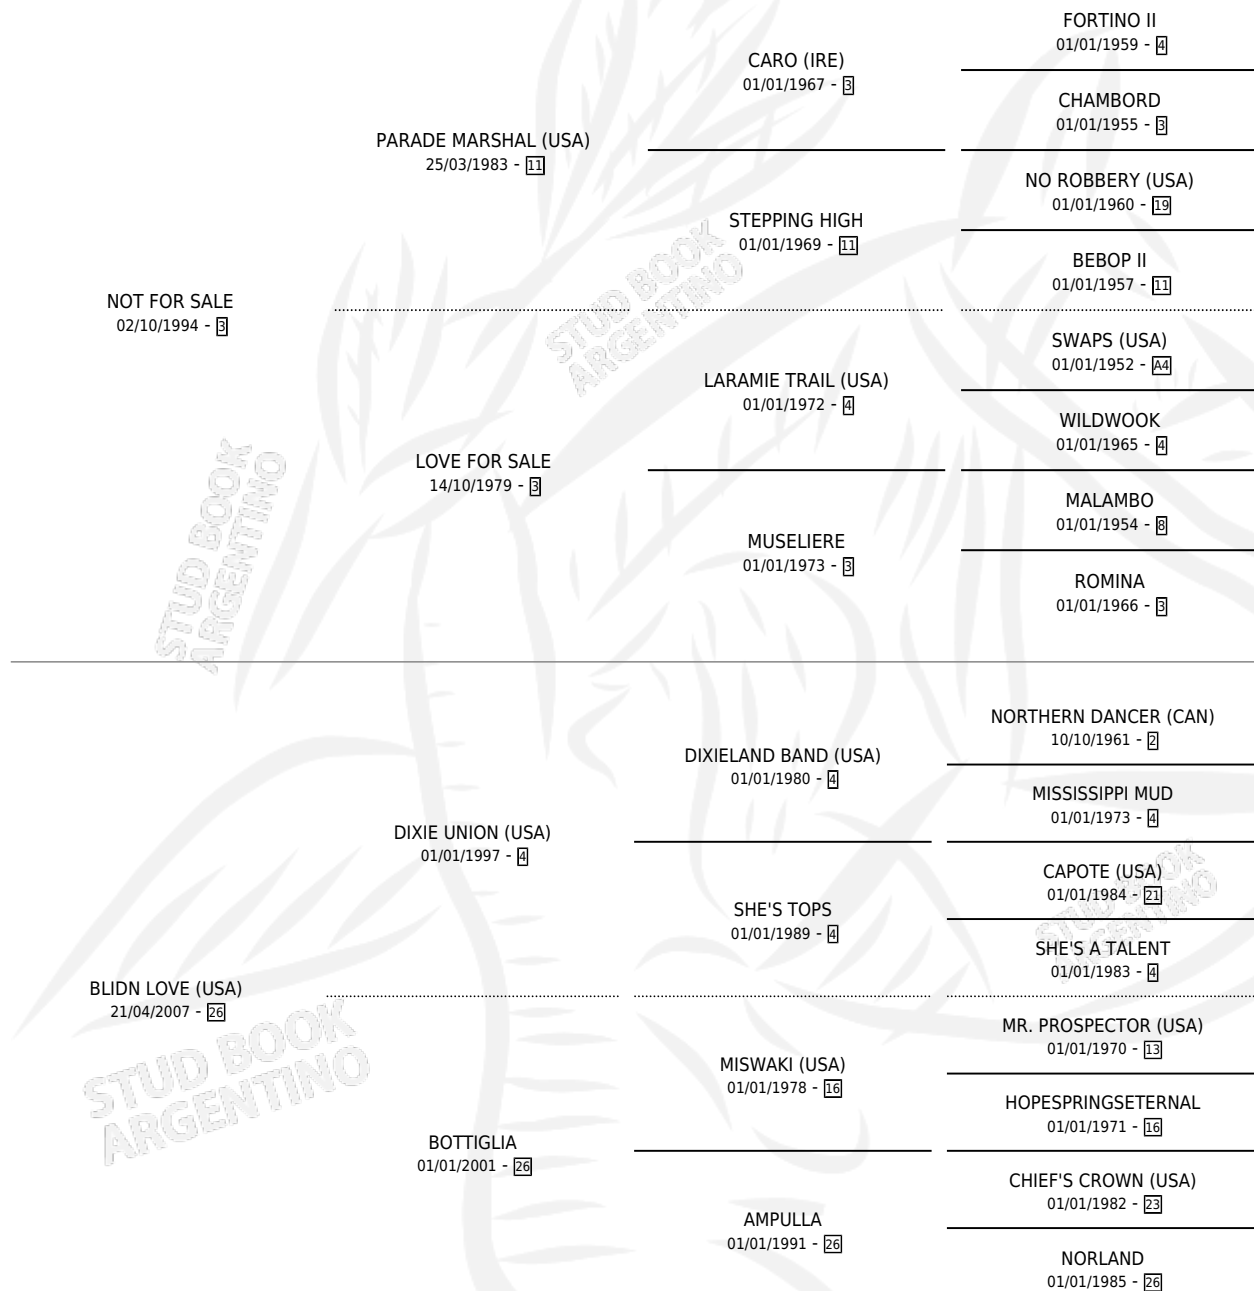 NOT FOR SALE
02/10/1994 - 3
PARADE MARSHAL (USA)
25/03/1983 - 11
CARO (IRE)
01/01/1967 - 3
FORTINO II
01/01/1959 - 4
CHAMBORD
01/01/1955 - 3
STEPPING HIGH
01/01/1969 - 11
NO ROBBERY (USA)
01/01/1960 - 19
BEBOP II
01/01/1957 - 11
LOVE FOR SALE
14/10/1979 - 3
LARAMIE TRAIL (USA)
01/01/1972 - 4
SWAPS (USA)
01/01/1952 - A4
WILDWOOK
01/01/1965 - 4
MUSELIERE
01/01/1973 - 3
MALAMBO
01/01/1954 - 8
ROMINA
01/01/1966 - 3
BLIDN LOVE (USA)
21/04/2007 - 26
DIXIE UNION (USA)
01/01/1997 - 4
DIXIELAND BAND (USA)
01/01/1980 - 4
NORTHERN DANCER (CAN)
10/10/1961 - 2
MISSISSIPPI MUD
01/01/1973 - 4
SHE'S TOPS
01/01/1989 - 4
CAPOTE (USA)
01/01/1984 - 21
SHE'S A TALENT
01/01/1983 - 4
BOTTIGLIA
01/01/2001 - 26
MISWAKI (USA)
01/01/1978 - 16
MR. PROSPECTOR (USA)
01/01/1970 - 13
HOPESPRINGSETERNAL
01/01/1971 - 16
AMPULLA
01/01/1991 - 26
CHIEF'S CROWN (USA)
01/01/1982 - 23
NORLAND
01/01/1985 - 26
STUD BOOK
ARGENTINO
STUD BOOK
ARGENTINO
STUD BOOK
ARGENTINO
STUD BOOK
ARGENTINO